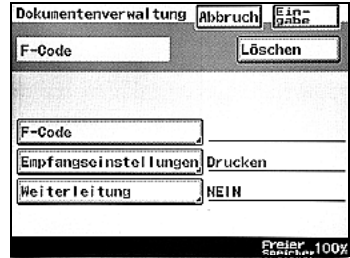 Dokumentenverwaltung Abbruch Ein-
gabe
F-Code Löschen
F-Code
Empfangseinstellungen Drucken
Weiterleitung NEIN
Freier
Speicher 100%